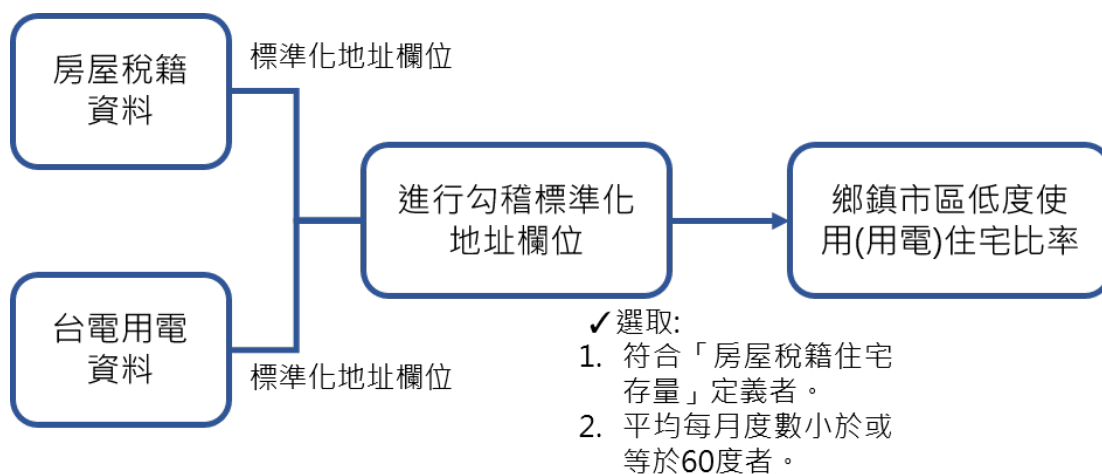 房屋稅籍
資料
標準化地址欄位
台電用電
資料
標準化地址欄位
進行勾稽標準化
地址欄位
✓選取:
1. 符合「房屋稅籍住宅
存量」定義者。
2. 平均每月度數小於或
等於60度者。
鄉鎮市區低度使
用(用電)住宅比率